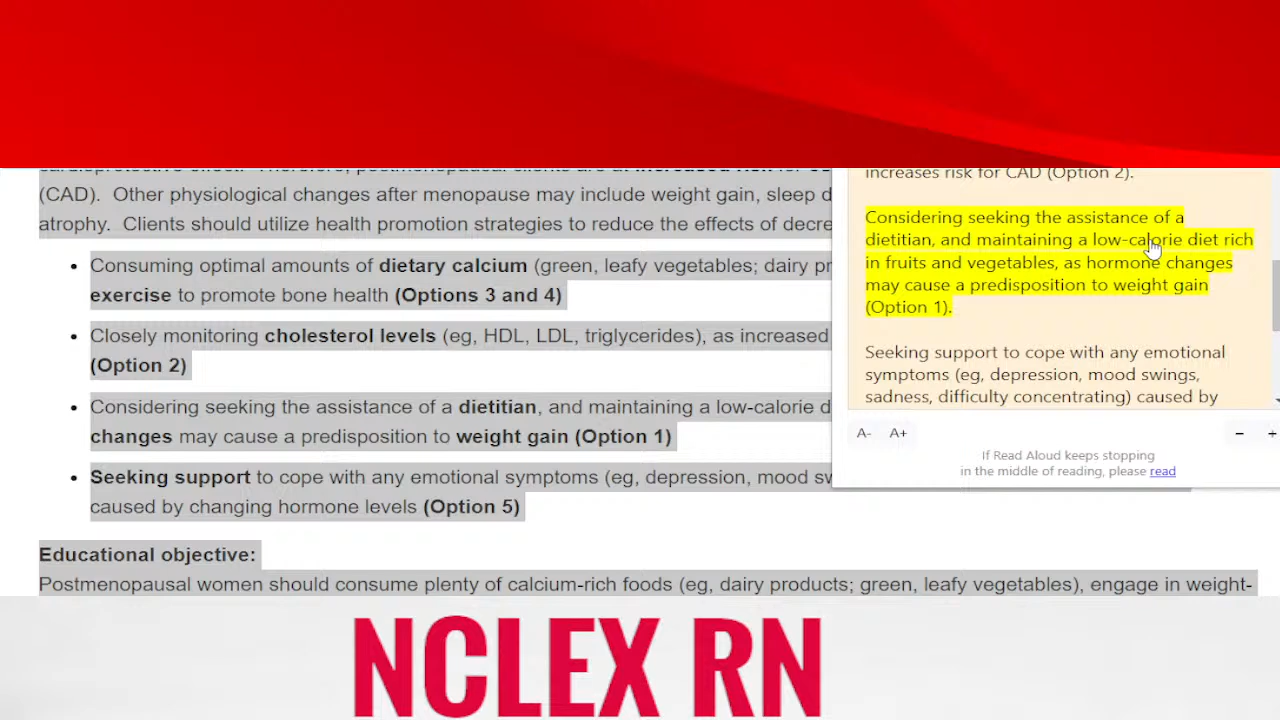 (CAD).  Other physiological changes after menopause may include weight gain, sleep d
atrophy.  Clients should utilize health promotion strategies to reduce the effects of decre
• Consuming optimal amounts of dietary calcium (green, leafy vegetables; dairy pr
exercise to promote bone health (Options 3 and 4)
• Closely monitoring cholesterol levels (eg, HDL, LDL, triglycerides), as increased
(Option 2)
• Considering seeking the assistance of a dietitian, and maintaining a low-calorie d
changes may cause a predisposition to weight gain (Option 1)
• Seeking support to cope with any emotional symptoms (eg, depression, mood sw
caused by changing hormone levels (Option 5)
Educational objective:
Postmenopausal women should consume plenty of calcium-rich foods (eg, dairy products; green, leafy vegetables), engage in weight-
increases risk for CAD (Option 2).
Considering seeking the assistance of a
dietitian, and maintaining a low-calorie diet rich
in fruits and vegetables, as hormone changes
may cause a predisposition to weight gain
(Option 1).
Seeking support to cope with any emotional
symptoms (eg, depression, mood swings,
sadness, difficulty concentrating) caused by
A- A+ − +
If Read Aloud keeps stopping
in the middle of reading, please read
NCLEX RN